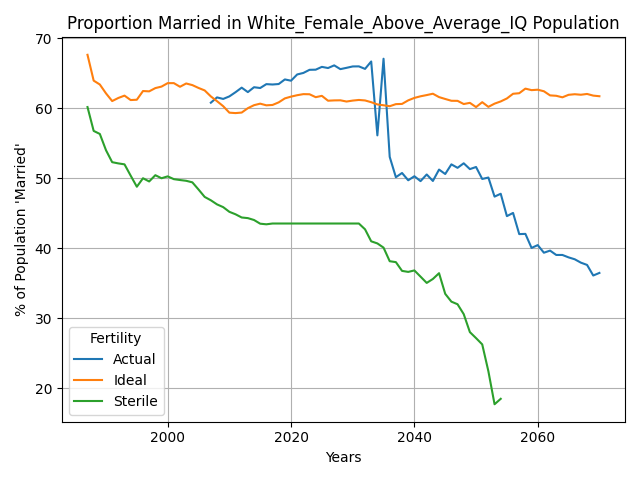 Proportion Married in White_Female_Above_Average_IQ Population
% of Population 'Married'
70
60
50
40
30
20
Fertility
Actual
Ideal
Sterile
2000 2020 2040 2060
Years